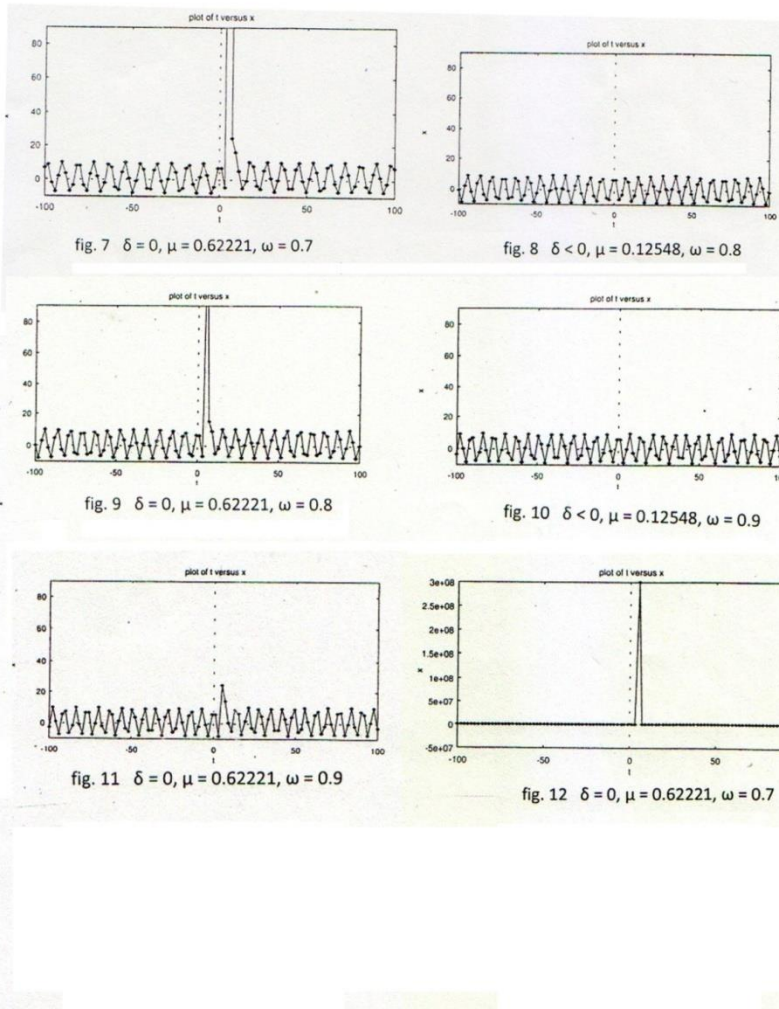 plot of t versus x
80
60
40
20
0
x
-100 -50 0 50 100
t
fig. 7 δ = 0, μ = 0.62221, ω = 0.7
plot of t versus x
80
60
40
20
0
x
-100 -50 0 50 100
t
fig. 8 δ < 0, μ = 0.12548, ω = 0.8
plot of t versus x
80
60
40
20
0
-100 -50 0 50 100
t
fig. 9 δ = 0, μ = 0.62221, ω = 0.8
plot of t versus x
80
60
40
20
0
x
-100 -50 0 50
t
fig. 10 δ < 0, μ = 0.12548, ω = 0.9
plot of t versus x
80
60
40
20
0
-100 -50 0 50 100
t
fig. 11 δ = 0, μ = 0.62221, ω = 0.9
plot of t versus x
3e+08
2.5e+08
2e+08
1.5e+08
1e+08
5e+07
0
-5e+07
x
-100 -50 0 50
t
fig. 12 δ = 0, μ = 0.62221, ω = 0.7